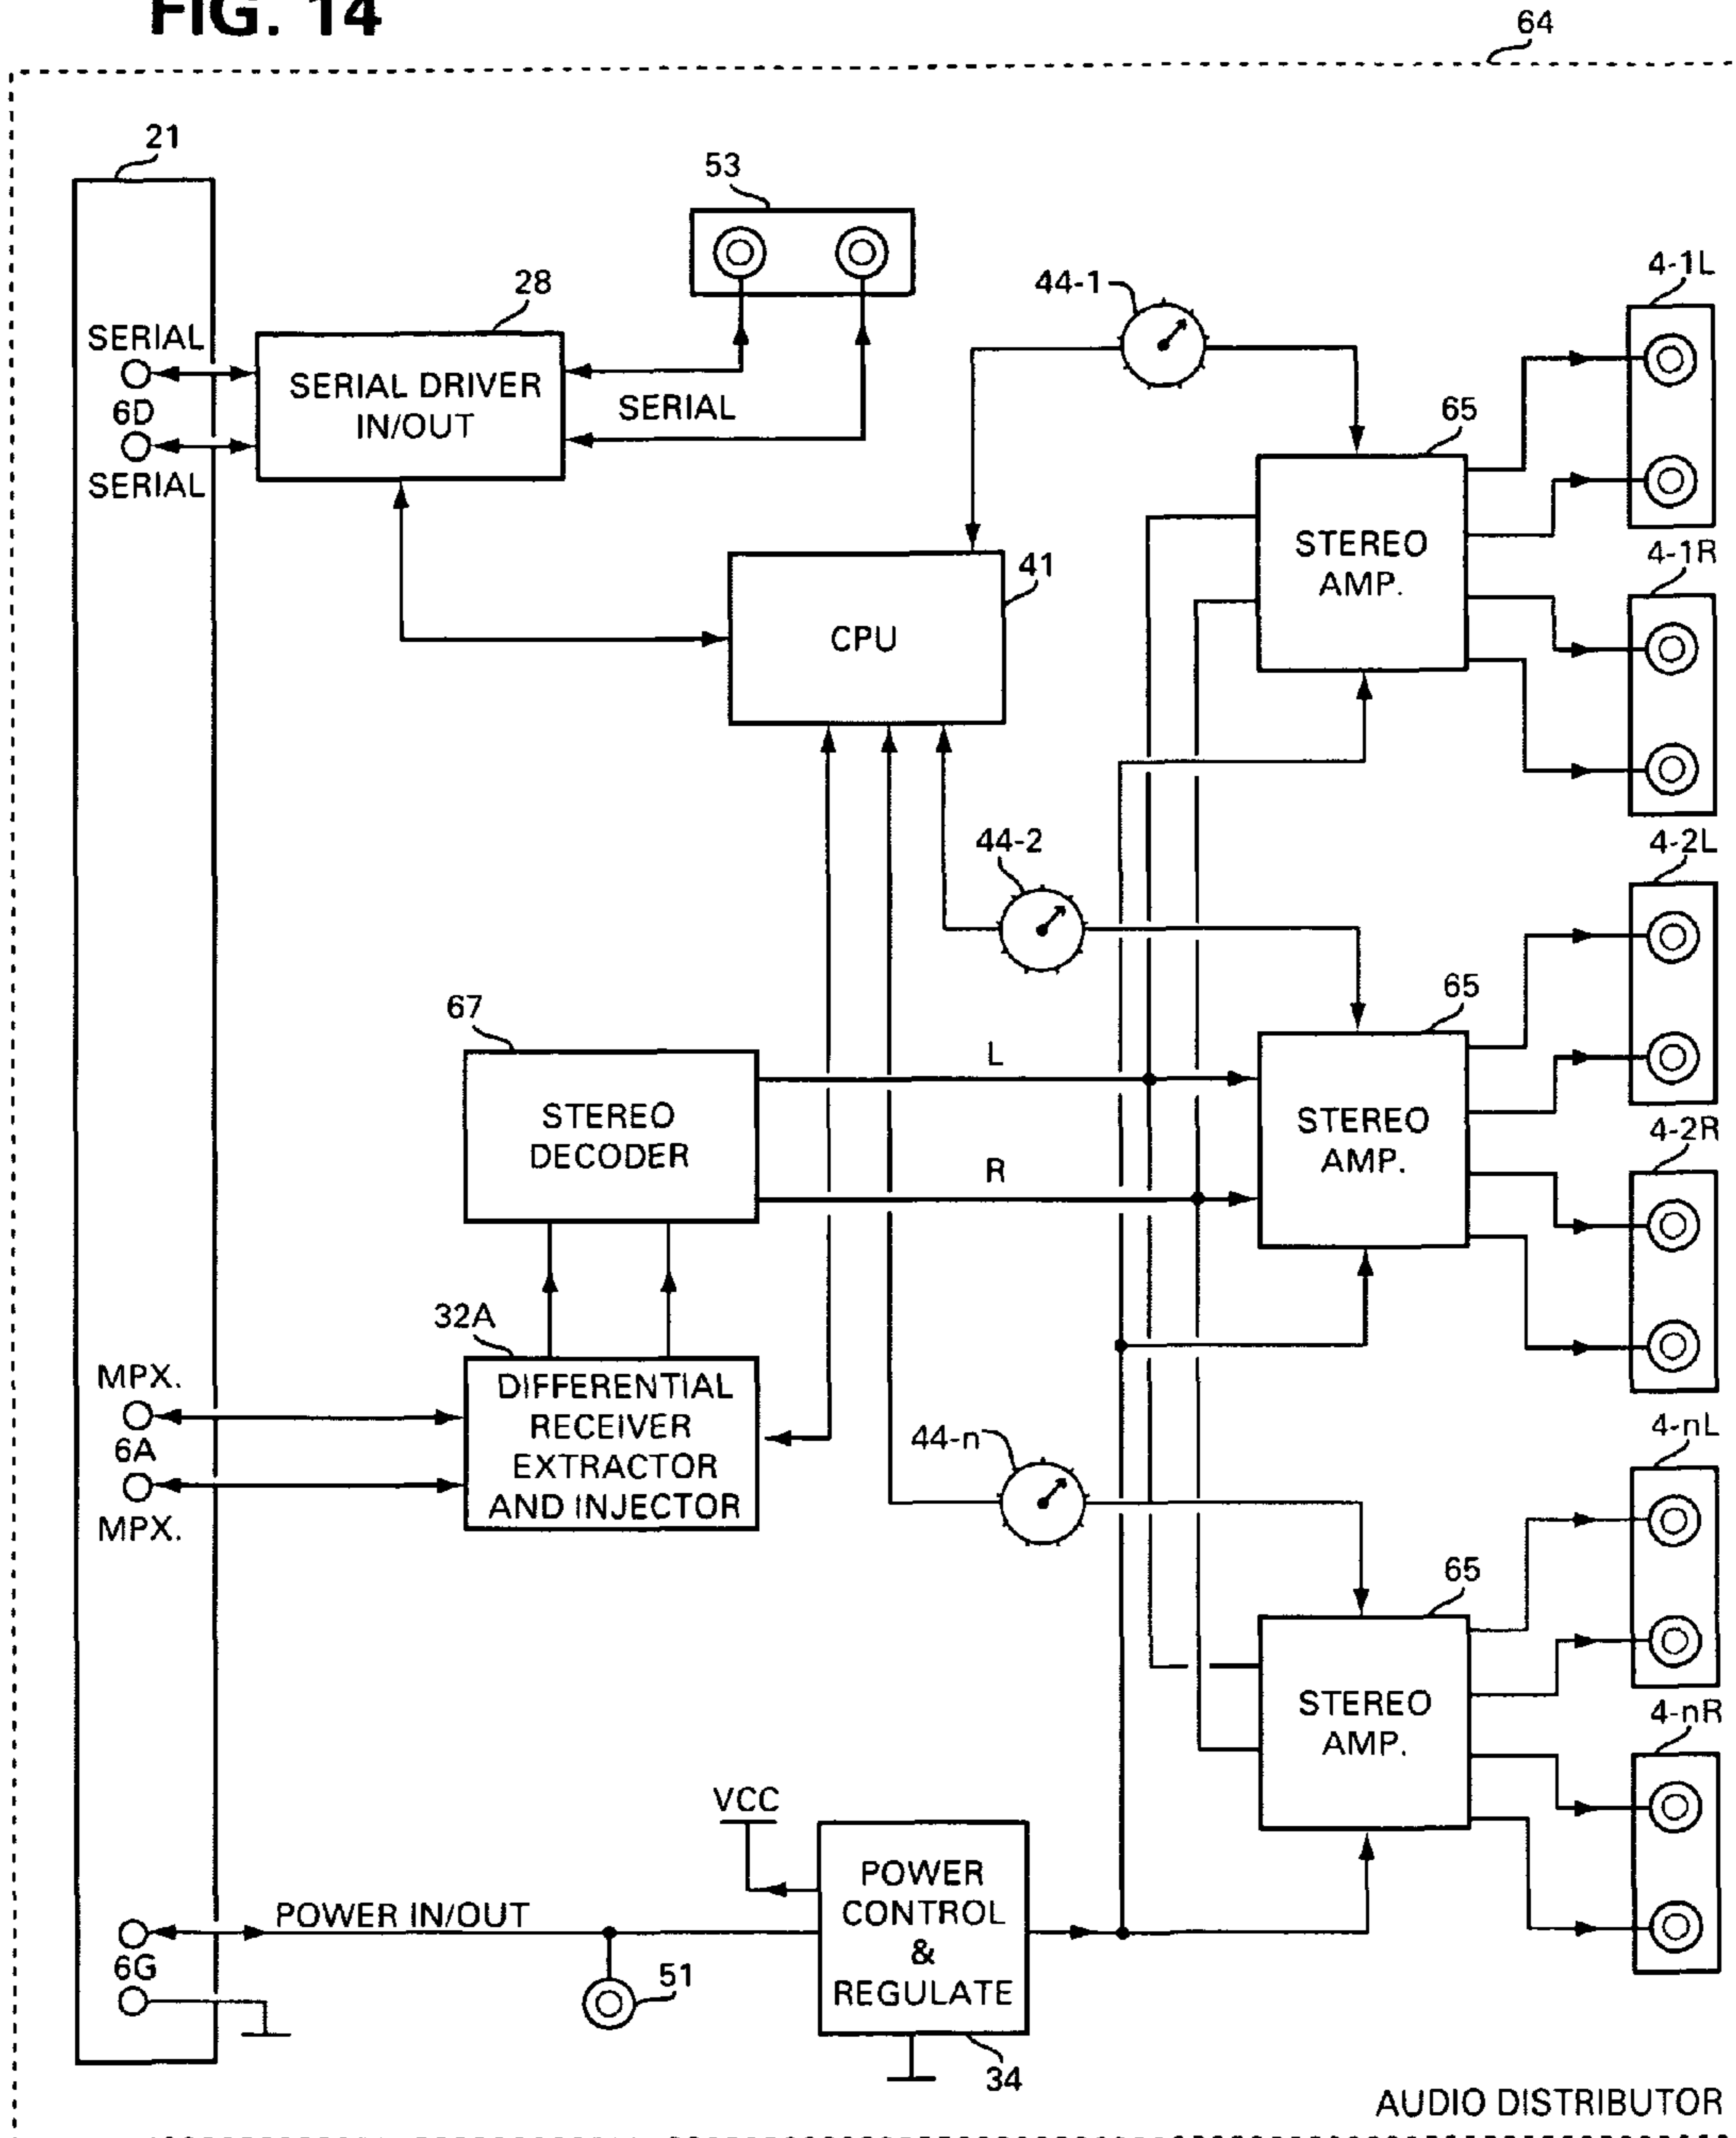 FIG. 14
64
21
53
28
44-1
4-1L
SERIAL
6D
SERIAL
SERIAL DRIVER
IN/OUT
SERIAL
65
STEREO
AMP.
4-1R
41
CPU
44-2
4-2L
67
65
L
STEREO
DECODER
STEREO
AMP.
4-2R
R
32A
MPX.
6A
MPX.
DIFFERENTIAL
RECEIVER
EXTRACTOR
AND INJECTOR
44-n
4-nL
65
STEREO
AMP.
4-nR
VCC
POWER
CONTROL
&
REGULATE
POWER IN/OUT
6G
51
34
AUDIO DISTRIBUTOR